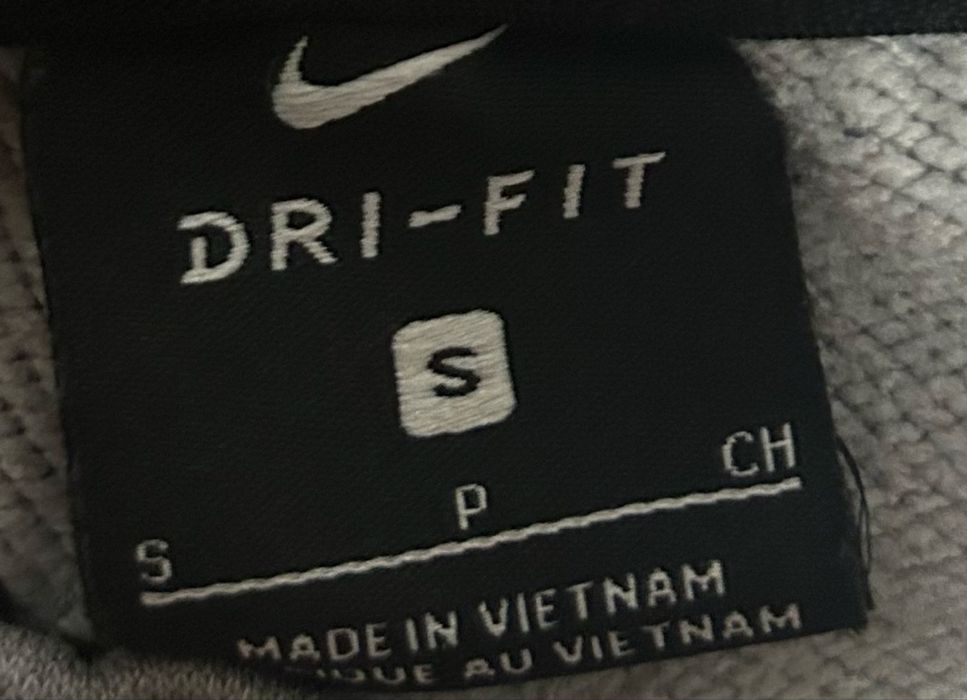 DRI-FIT
S
S P CH
MADE IN VIETNAM
AU VIETNAM